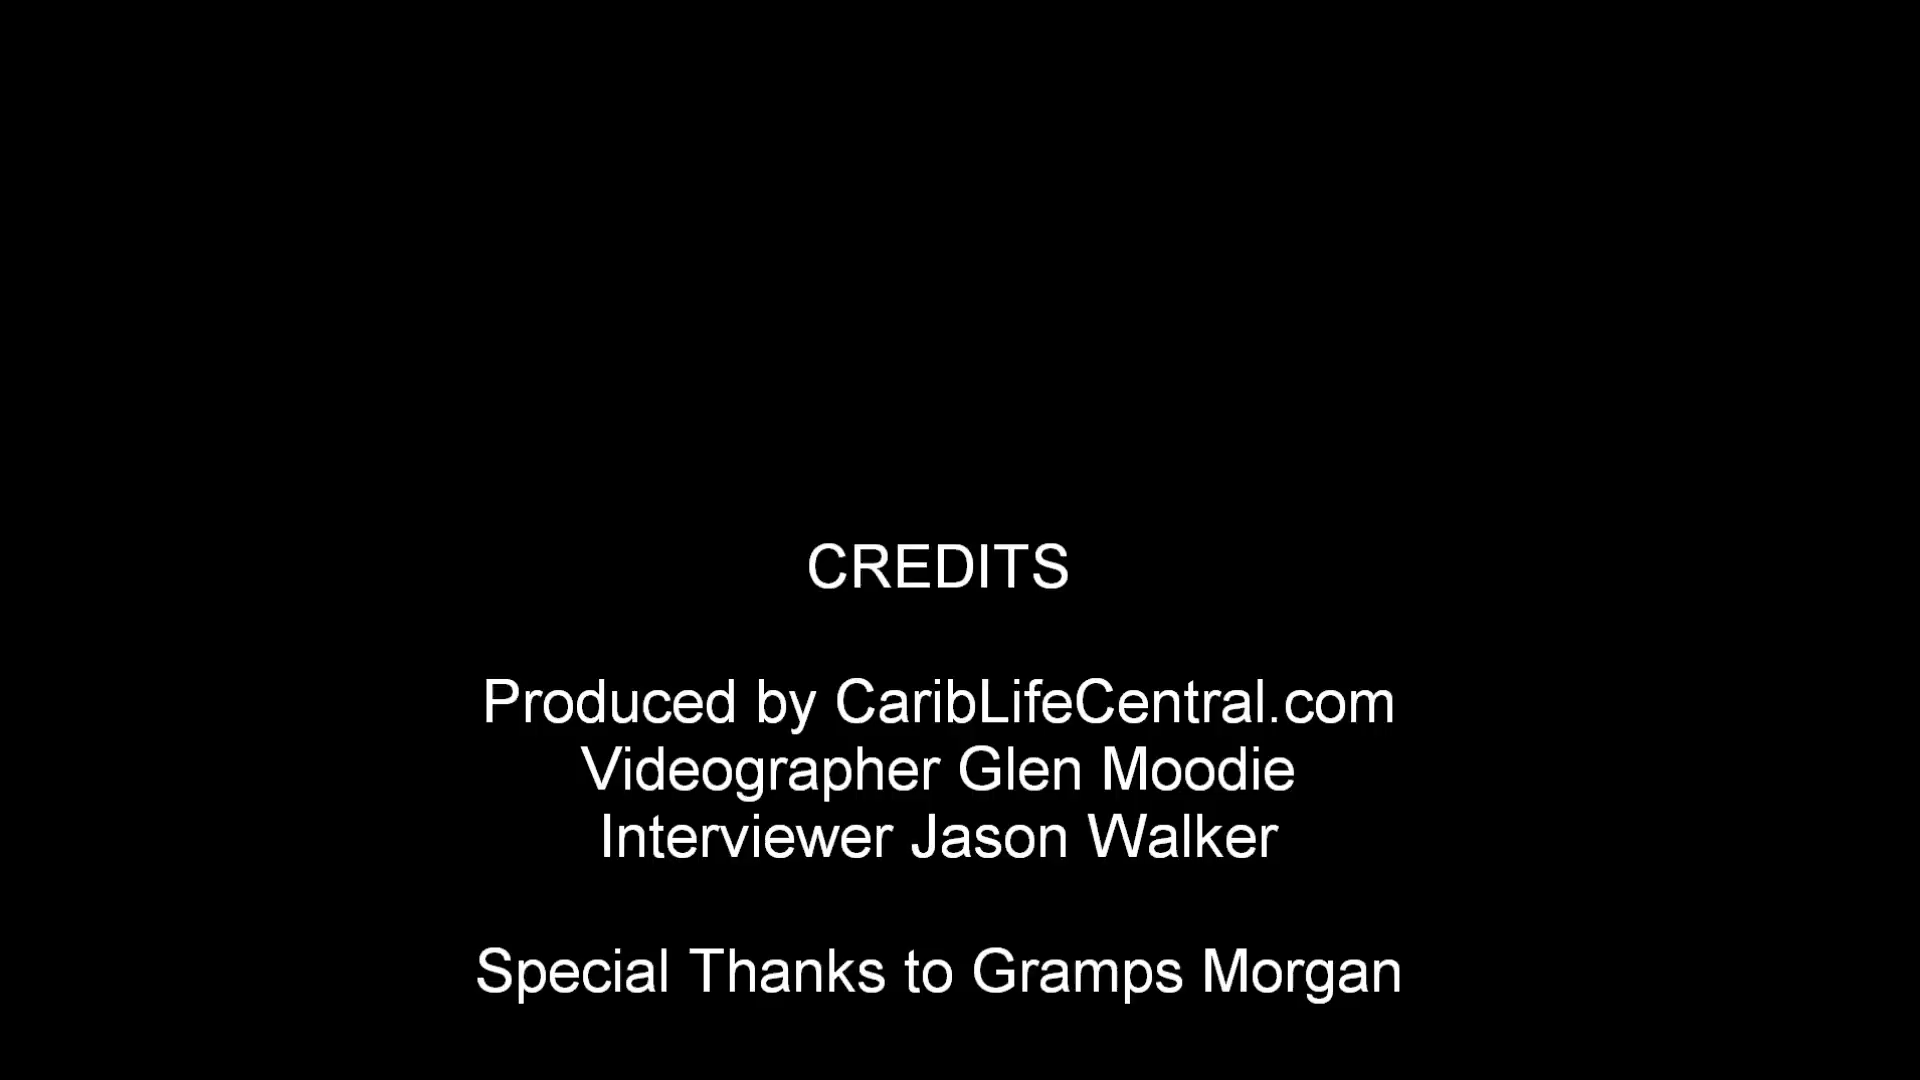 CREDITS
Produced by CaribLifeCentral.com
Videographer Glen Moodie
Interviewer Jason Walker
Special Thanks to Gramps Morgan